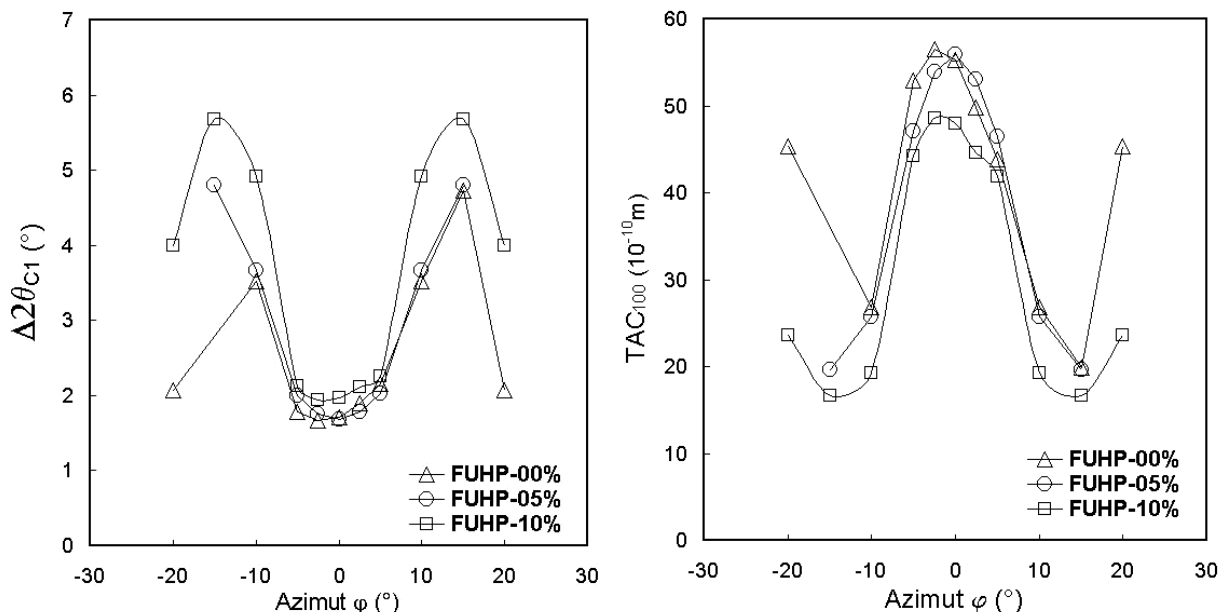 7
6
5
4
3
2
1
0
Δ2θC1 (°)
-30 -20 -10 0 10 20 30
Azimut φ (°)
FUHP-00%
FUHP-05%
FUHP-10%
60
50
40
30
20
10
0
TAC100 (10-10m)
-30 -20 -10 0 10 20 30
Azimut φ (°)
FUHP-00%
FUHP-05%
FUHP-10%